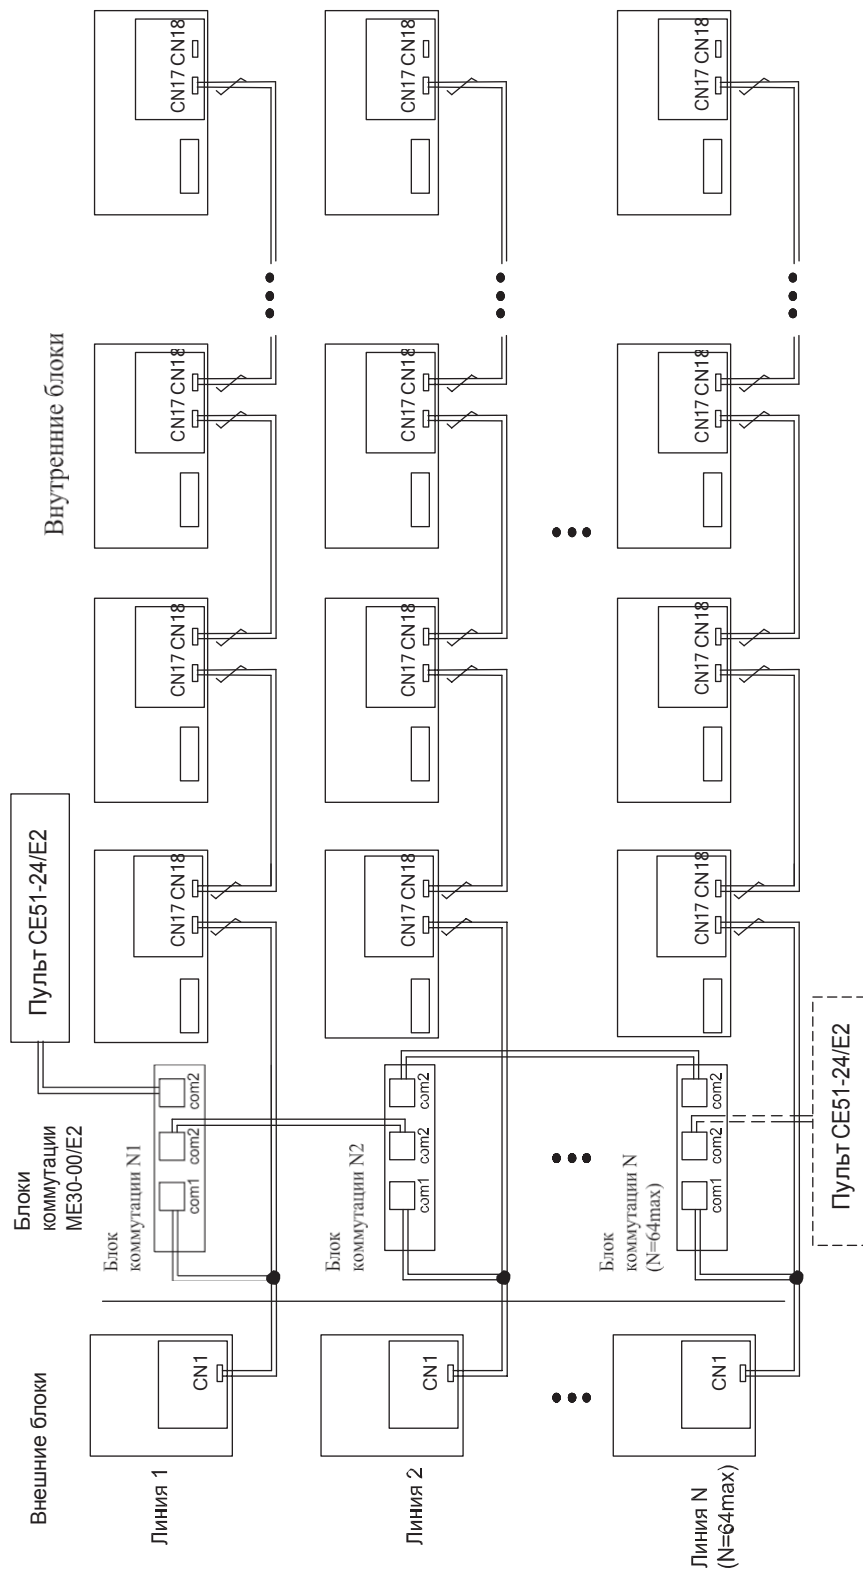 Внешние блоки
Блоки
коммутации
ME30-00/E2
Пульт CE51-24/E2
Внутренние блоки
Линия 1
CN1
Блок
коммутации N1
com1 com2 com2
CN17 CN18
CN17 CN18
CN17 CN18
CN17 CN18
Линия 2
CN1
Блок
коммутации N2
com1 com2 com2
CN17 CN18
CN17 CN18
CN17 CN18
CN17 CN18
Линия N
(N=64max)
CN1
Блок
коммутации N
(N=64max)
com1 com2 com2
CN17 CN18
CN17 CN18
CN17 CN18
CN17 CN18
Пульт CE51-24/E2